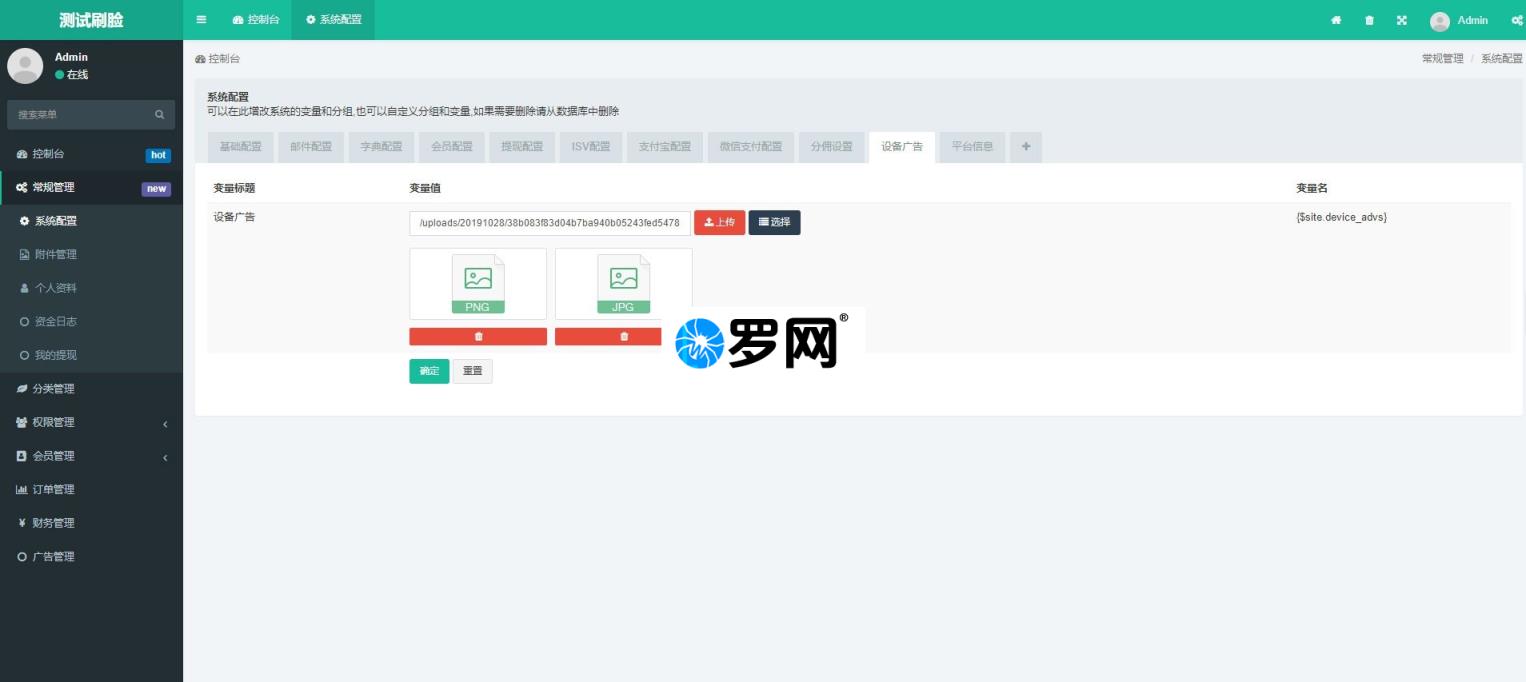 测试刷脸
控制台
系统配置
Admin
Admin
在线
搜索菜单
控制台
hot
常规管理
new
系统配置
附件管理
个人资料
资金日志
我的提现
分类管理
权限管理
会员管理
订单管理
财务管理
广告管理
控制台
常规管理 / 系统配置
系统配置
可以在此增改系统的变量和分组,也可以自定义分组和变量,如果需要删除请从数据库中删除
基础配置 邮件配置 字典配置 会员配置 提现配置 ISV配置 支付宝配置 微信支付配置 分佣设置 设备广告 平台信息
变量标题 变量值 变量名
设备广告 /uploads/20191028/38b083f83d04b7ba940b05243fed5478 上传 选择 {$site.device_advs}
PNG JPG
罗网®
确定 重置